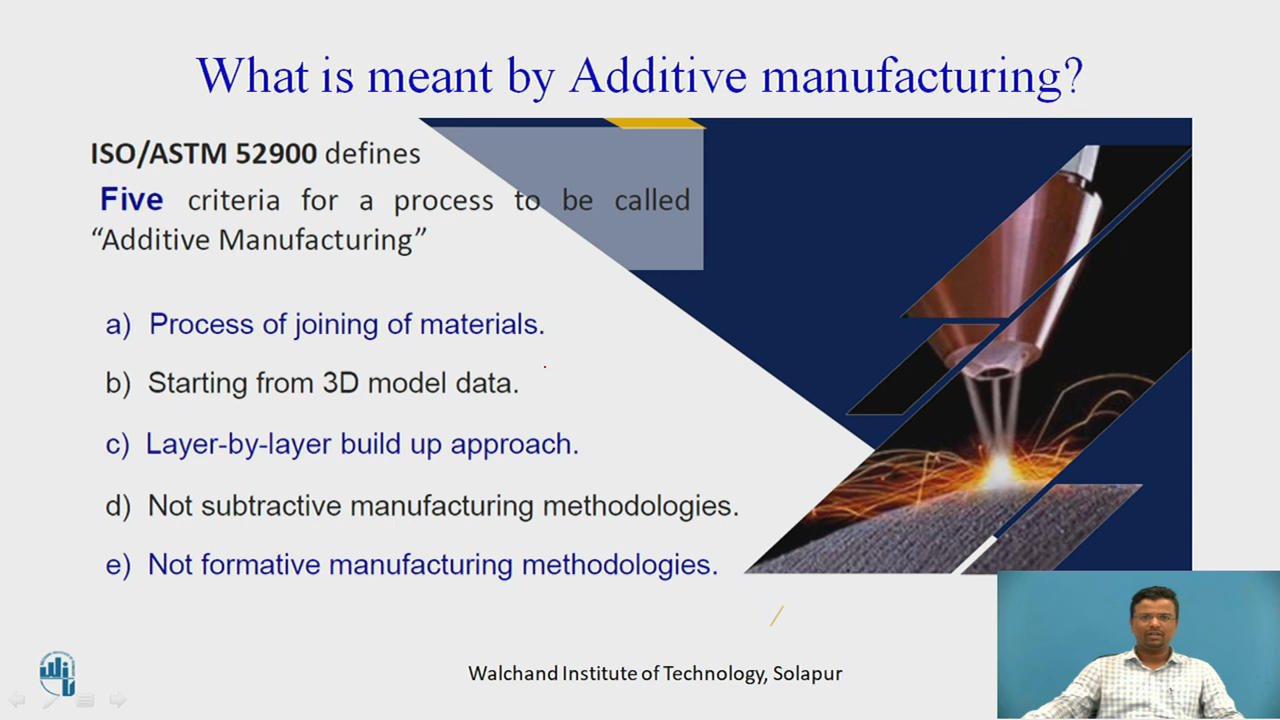 What is meant by Additive manufacturing?
ISO/ASTM 52900 defines
Five criteria for a process to be called
“Additive Manufacturing”
a) Process of joining of materials.
b) Starting from 3D model data.
c) Layer-by-layer build up approach.
d) Not subtractive manufacturing methodologies.
e) Not formative manufacturing methodologies.
Walchand Institute of Technology, Solapur